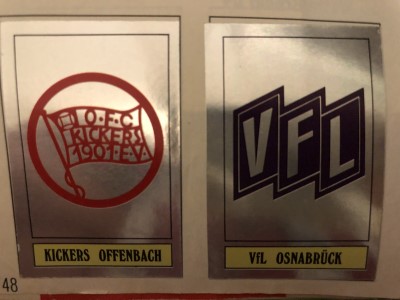 O.F.C.
KICKERS
1901.E.V.
KICKERS OFFENBACH
VfL
VfL OSNABRÜCK
48